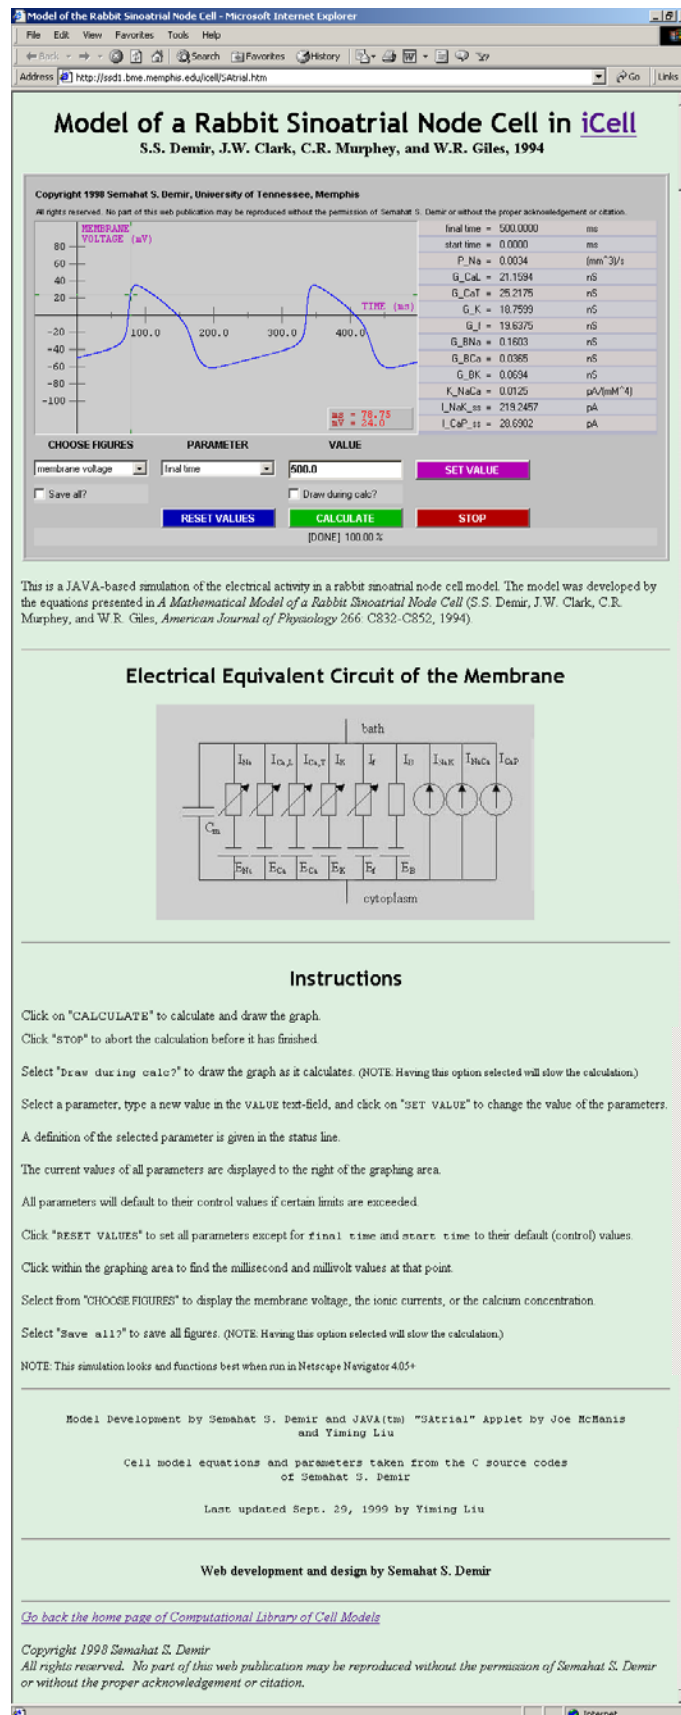 Model of the Rabbit Sinoatrial Node Cell - Microsoft Internet Explorer
File Edit View Favorites Tools Help
Back Search Favorites History
Address http://ssd1.bme.memphis.edu/icell/SAtrial.htm Go Links
Model of a Rabbit Sinoatrial Node Cell in iCell
S.S. Demir, J.W. Clark, C.R. Murphey, and W.R. Giles, 1994
Copyright 1998 Semahat S. Demir, University of Tennessee, Memphis
All rights reserved. No part of this web publication may be reproduced without the permission of Semahat S. Demir or without the proper acknowledgement or citation.
MEMBRANE
VOLTAGE (mV)
80
60
40
20
-20
-40
-60
-80
-100
TIME (ms)
100.0 200.0 300.0 400.0
ms = 78.75
mV = 24.0
final time = 500.0000 ms
start time = 0.0000 ms
P_Na = 0.0034 (mm^3)/s
G_CaL = 21.1594 nS
G_CaT = 25.2175 nS
G_K = 18.7599 nS
G_f = 19.6375 nS
G_BNa = 0.1603 nS
G_BCa = 0.0365 nS
G_BK = 0.0694 nS
K_NaCa = 0.0125 pA/(mM^4)
I_NaK_ss = 219.2457 pA
I_CaP_ss = 28.6902 pA
CHOOSE FIGURES PARAMETER VALUE
membrane voltage final time 500.0 SET VALUE
Save all? Draw during calc?
RESET VALUES CALCULATE STOP
[DONE] 100.00 %
This is a JAVA-based simulation of the electrical activity in a rabbit sinoatrial node cell model. The model was developed by
the equations presented in A Mathematical Model of a Rabbit Sinoatrial Node Cell (S.S. Demir, J.W. Clark, C.R.
Murphey, and W.R. Giles, American Journal of Physiology 266: C832-C852, 1994).
Electrical Equivalent Circuit of the Membrane
bath
I_Na I_Ca,L I_Ca,T I_K I_f I_B I_NaK I_NaCa I_CaP
C_m
E_Na E_Ca E_Ca E_K E_f E_B
cytoplasm
Instructions
Click on "CALCULATE" to calculate and draw the graph.
Click "STOP" to abort the calculation before it has finished.
Select "Draw during calc?" to draw the graph as it calculates. (NOTE: Having this option selected will slow the calculation.)
Select a parameter, type a new value in the VALUE text-field, and click on "SET VALUE" to change the value of the parameters.
A definition of the selected parameter is given in the status line.
The current values of all parameters are displayed to the right of the graphing area.
All parameters will default to their control values if certain limits are exceeded.
Click "RESET VALUES" to set all parameters except for final time and start time to their default (control) values.
Click within the graphing area to find the millisecond and millivolt values at that point.
Select from "CHOOSE FIGURES" to display the membrane voltage, the ionic currents, or the calcium concentration.
Select "Save all?" to save all figures. (NOTE: Having this option selected will slow the calculation.)
NOTE: This simulation looks and functions best when run in Netscape Navigator 4.05+
Model Development by Semahat S. Demir and JAVA(tm) "SAtrial" Applet by Joe McManis
and Yiming Liu
Cell model equations and parameters taken from the C source codes
of Semahat S. Demir
Last updated Sept. 29, 1999 by Yiming Liu
Web development and design by Semahat S. Demir
Go back the home page of Computational Library of Cell Models
Copyright 1998 Semahat S. Demir
All rights reserved. No part of this web publication may be reproduced without the permission of Semahat S. Demir
or without the proper acknowledgement or citation.
Internet